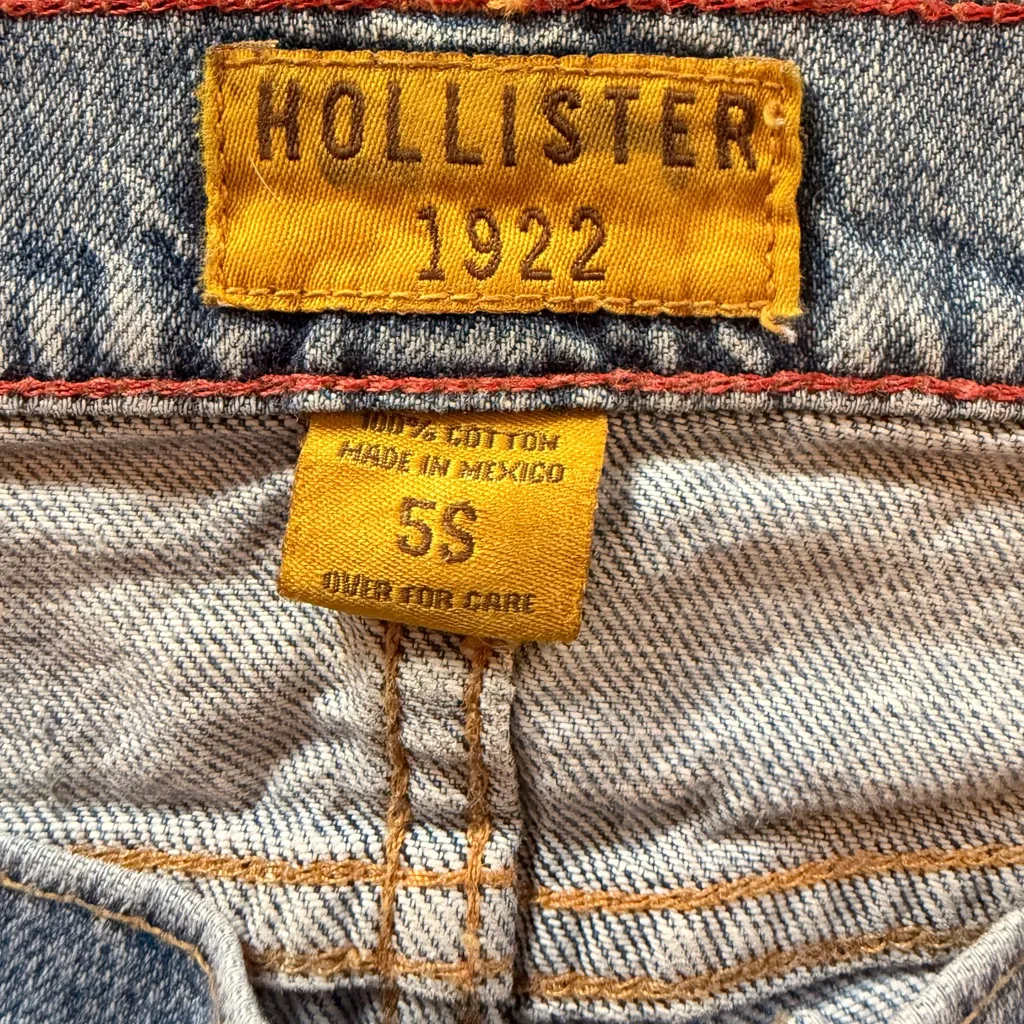 HOLLISTER
1922
100% COTTON
MADE IN MEXICO
5S
OVER FOR CARE